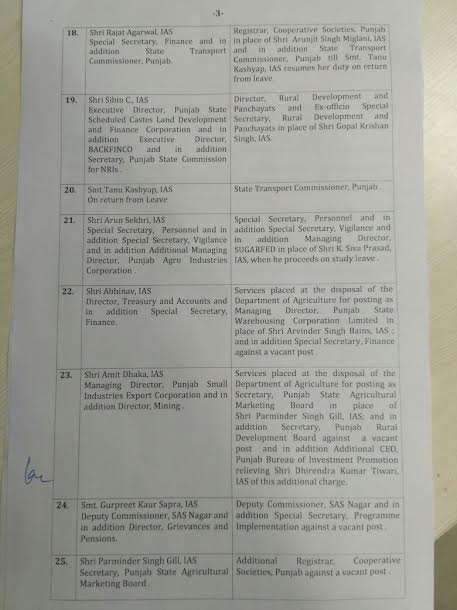 -3-
18.
Shri Rajat Agarwal, IAS
Special Secretary, Finance and in
addition State Transport
Commissioner, Punjab.
Registrar, Cooperative Societies, Punjab
in place of Shri Arunjit Singh Miglani, IAS
and in addition State Transport
Commissioner, Punjab till Smt. Tanu
Kashyap, IAS resumes her duty on return
from leave
19.
Shri Sibin C., IAS
Executive Director, Punjab State
Scheduled Castes Land Development
and Finance Corporation and in
addition Executive Director,
BACKFINCO and in addition
Secretary, Punjab State Commission
for NRIs .
Director, Rural Development and
Panchayats and Ex-officio Special
Secretary, Rural Development and
Panchayats in place of Shri Gopal Krishan
Singh, IAS.
20.
Smt.Tanu Kashyap, IAS
On return from Leave
State Transport Commissioner, Punjab .
21.
Shri Arun Sekhri, IAS
Special Secretary, Personnel and in
addition Special Secretary, Vigilance
and in addition Additional Managing
Director, Punjab Agro Industries
Corporation .
Special Secretary, Personnel and in
addition Special Secretary, Vigilance and
in addition Managing Director,
SUGARFED in place of Shri K. Siva Prasad,
IAS, when he proceeds on study leave .
22.
Shri Abhinav, IAS
Director, Treasury and Accounts and
in addition Special Secretary,
Finance.
Services placed at the disposal of the
Department of Agriculture for posting as
Managing Director, Punjab State
Warehousing Corporation Limited in
place of Shri Arvinder Singh Bains, IAS ;
and in addition Special Secretary, Finance
against a vacant post .
23.
Shri Amit Dhaka, IAS
Managing Director, Punjab Small
Industries Export Corporation and in
addition Director, Mining .
Services placed at the disposal of the
Department of Agriculture for posting as
Secretary, Punjab State Agricultural
Marketing Board in place of
Shri Parminder Singh Gill, IAS; and in
addition Secretary, Punjab Rural
Development Board against a vacant
post and in addition Additional CEO,
Punjab Bureau of Investment Promotion
relieving Shri Dhirendra Kumar Tiwari,
IAS of this additional charge.
24.
Smt. Gurpreet Kaur Sapra, IAS
Deputy Commissioner, SAS Nagar and
in addition Director, Grievances and
Pensions.
Deputy Commissioner, SAS Nagar and in
addition Special Secretary, Programme
Implementation against a vacant post .
25.
Shri Parminder Singh Gill, IAS
Secretary, Punjab State Agricultural
Marketing Board .
Additional Registrar, Cooperative
Societies, Punjab against a vacant post .